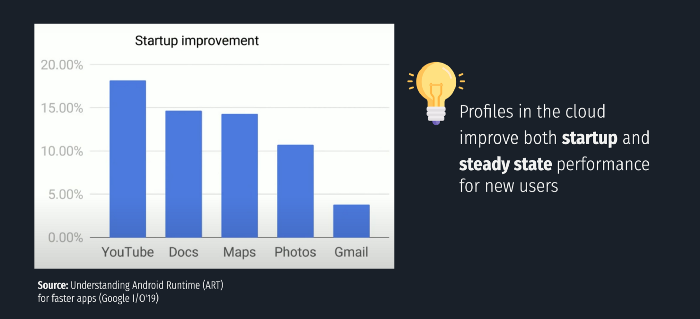 Startup improvement
20.00%
15.00%
10.00%
5.00%
0.00%
YouTube Docs Maps Photos Gmail
Profiles in the cloud
improve both startup and
steady state performance
for new users
Source: Understanding Android Runtime (ART)
for faster apps (Google I/O'19)